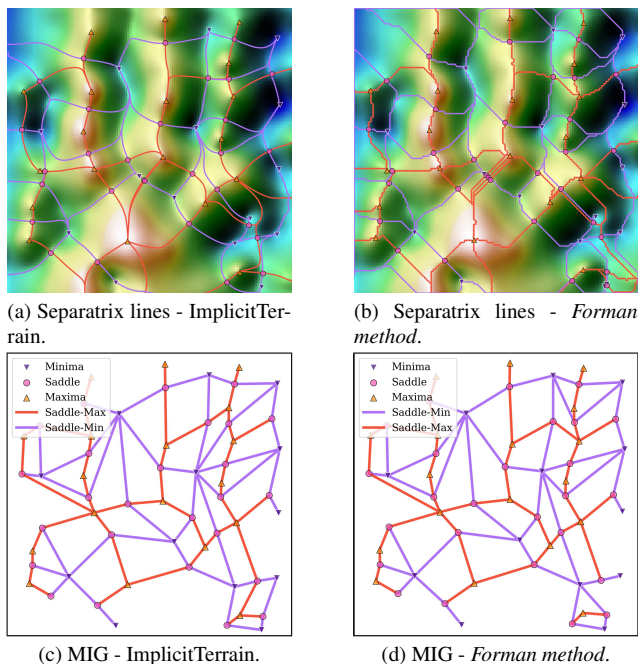 (a) Separatrix lines - ImplicitTer-
rain.
(b) Separatrix lines - Forman
method.
Minima
Saddle
Maxima
Saddle-Max
Saddle-Min
Minima
Saddle
Maxima
Saddle-Min
Saddle-Max
(c) MIG - ImplicitTerrain.
(d) MIG - Forman method.